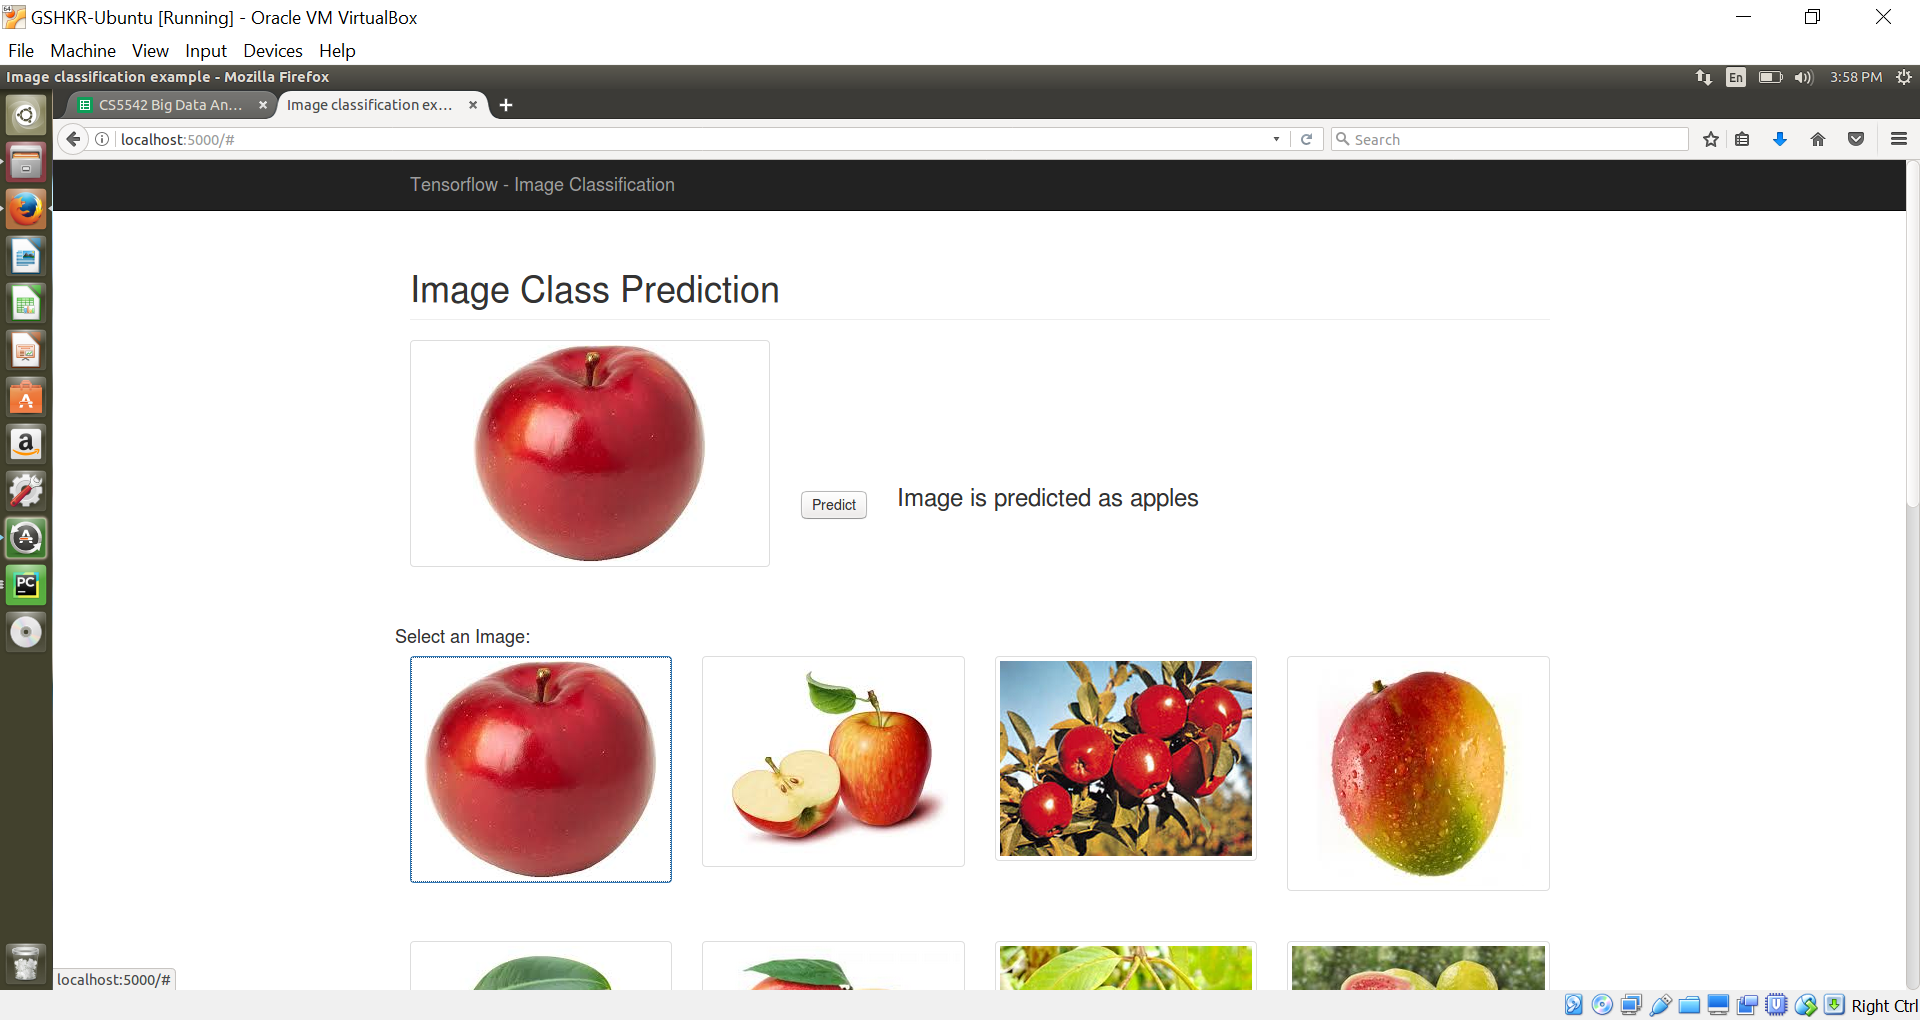 GSHKR-Ubuntu [Running] - Oracle VM VirtualBox
File Machine View Input Devices Help
Image classification example - Mozilla Firefox
En 3:58 PM
CS5542 Big Data An... Image classification ex...
localhost:5000/#
Search
Tensorflow - Image Classification
Image Class Prediction
Predict
Image is predicted as apples
Select an Image:
PC
localhost:5000/#
Right Ctrl